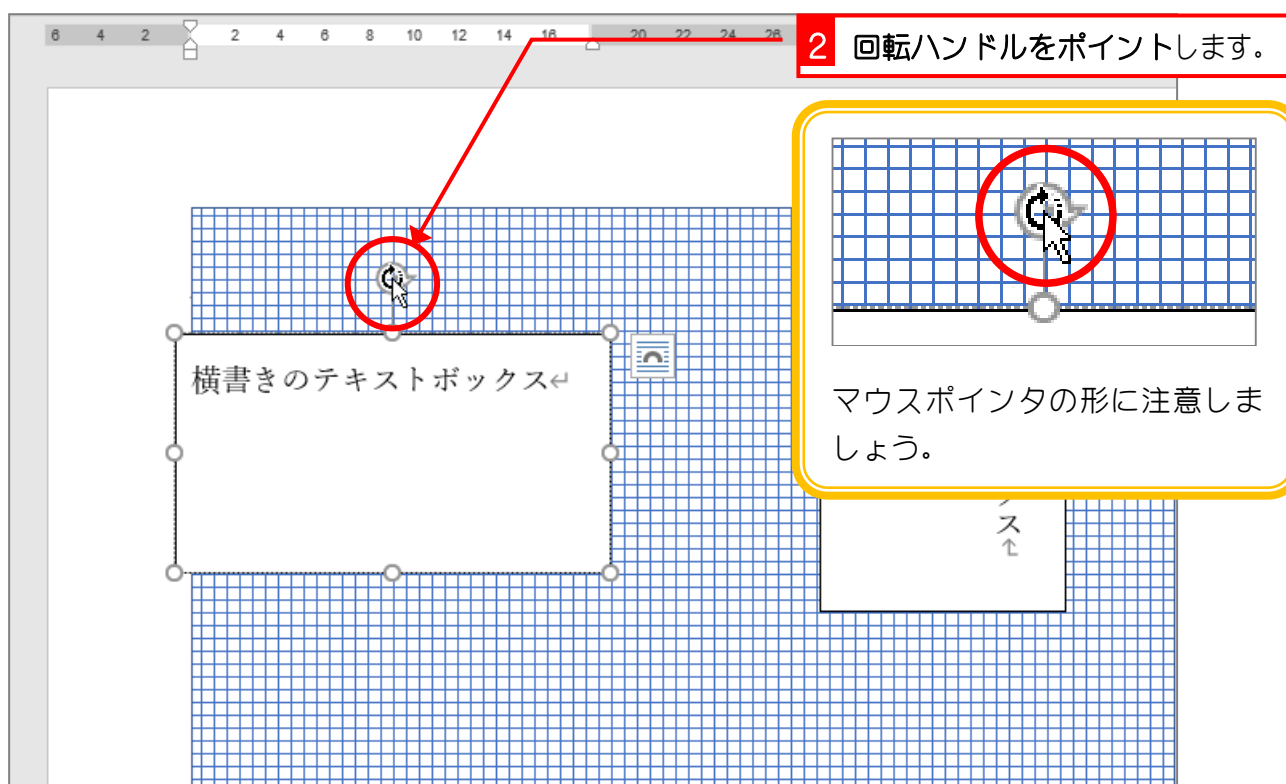 6 4 2 2 4 6 8 10 12 14 16 20 22 24 26
2 回転ハンドルをポイントします。
横書きのテキストボックス↵
マウスポインタの形に注意しま
しょう。
ス